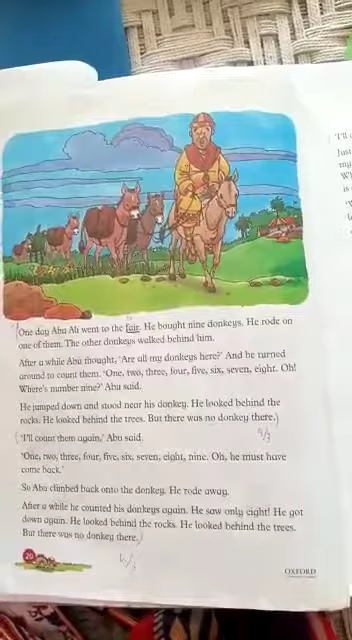 One day Abu Ali went to the fair. He bought nine donkeys. He rode on
one of them. The other donkeys walked behind him.
After a while Abu thought, 'Are all my donkeys here?' And he turned
around to count them. 'One, two, three, four, five, six, seven, eight. Oh!
Where's number nine?' Abu said.
He jumped down and stood near his donkey. He looked behind the
rocks. He looked behind the trees. But there was no donkey there.
'I'll count them again,' Abu said.
'One, two, three, four, five, six, seven, eight, nine. Oh, he must have
come back.'
So Abu climbed back onto the donkey. He rode away.
After a while he counted his donkeys again. He saw only eight! He got
down again. He looked behind the rocks. He looked behind the trees.
But there was no donkey there.
20
OXFORD
'I'll
Just
my